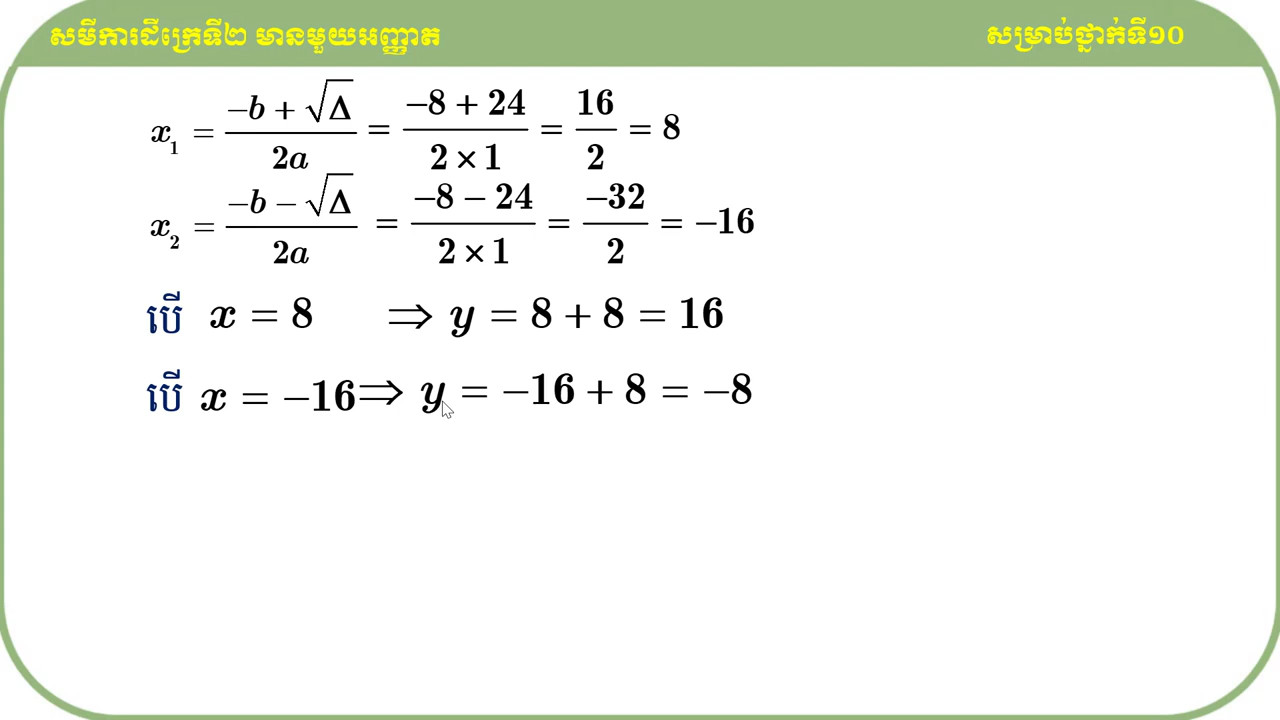 សមីការដឺក្រេទី២ មានមួយអញ្ញាត
សម្រាប់ថ្នាក់ទី១០
x₁ = (−b + √Δ)/(2a) = (−8 + 24)/(2 × 1) = 16/2 = 8
x₂ = (−b − √Δ)/(2a) = (−8 − 24)/(2 × 1) = −32/2 = −16
បើ x = 8 ⇒ y = 8 + 8 = 16
បើ x = −16 ⇒ y = −16 + 8 = −8